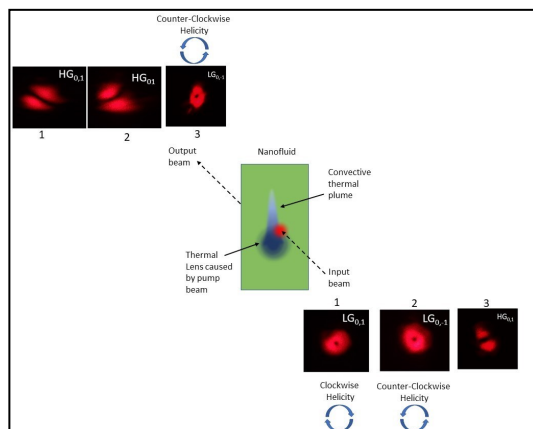 Counter-Clockwise
Helicity
HG0,1
HG01
LG0,-1
1
2
3
Output
beam
Nanofluid
Convective
thermal
plume
Thermal
Lens caused
by pump
beam
Input
beam
1
2
3
LG0,1
LG0,-1
HG0,1
Clockwise
Helicity
Counter-Clockwise
Helicity